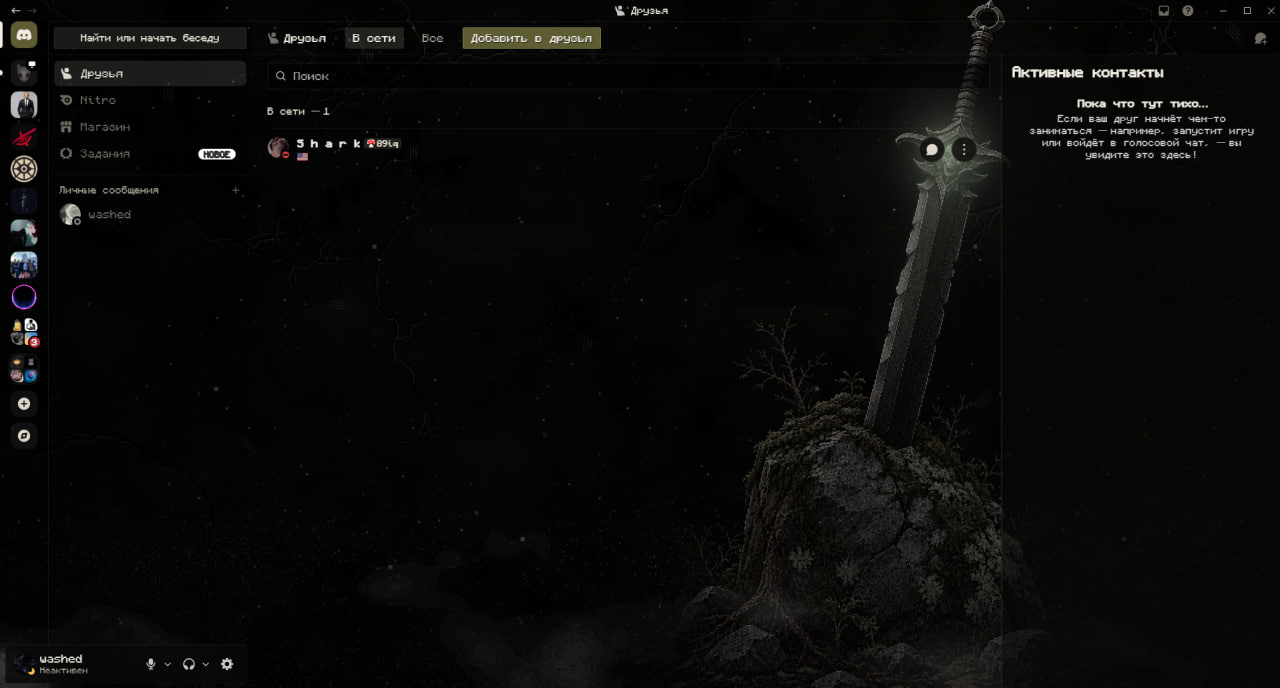 Друзья
Найти или начать беседу
Друзья
В сети
Все
Добавить в друзья
Друзья
Nitro
Магазин
Задания
НОВОЕ
Личные сообщения
washed
Поиск
В сети — 1
S h a r k 89iq
Активные контакты
Пока что тут тихо...
Если ваш друг начнёт чем-то
заниматься — например, запустит игру
или войдёт в голосовой чат, — вы
увидите это здесь!
3
washed
Неактивен